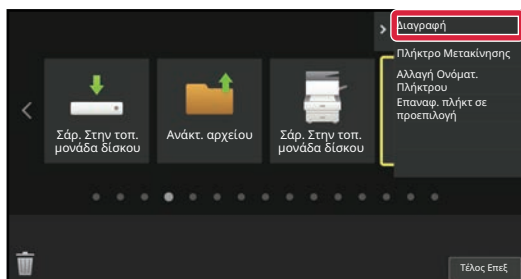 Διαγραφή
Πλήκτρο Μετακίνησης
Αλλαγή Ονόματ.
Πλήκτρου
Επαναφ. πλήκτ σε
προεπιλογή
Σάρ. Στην τοπ.
μονάδα δίσκου
Ανάκτ. αρχείου
Σάρ. Στην τοπ.
μονάδα δίσκου
Τέλος Επεξ